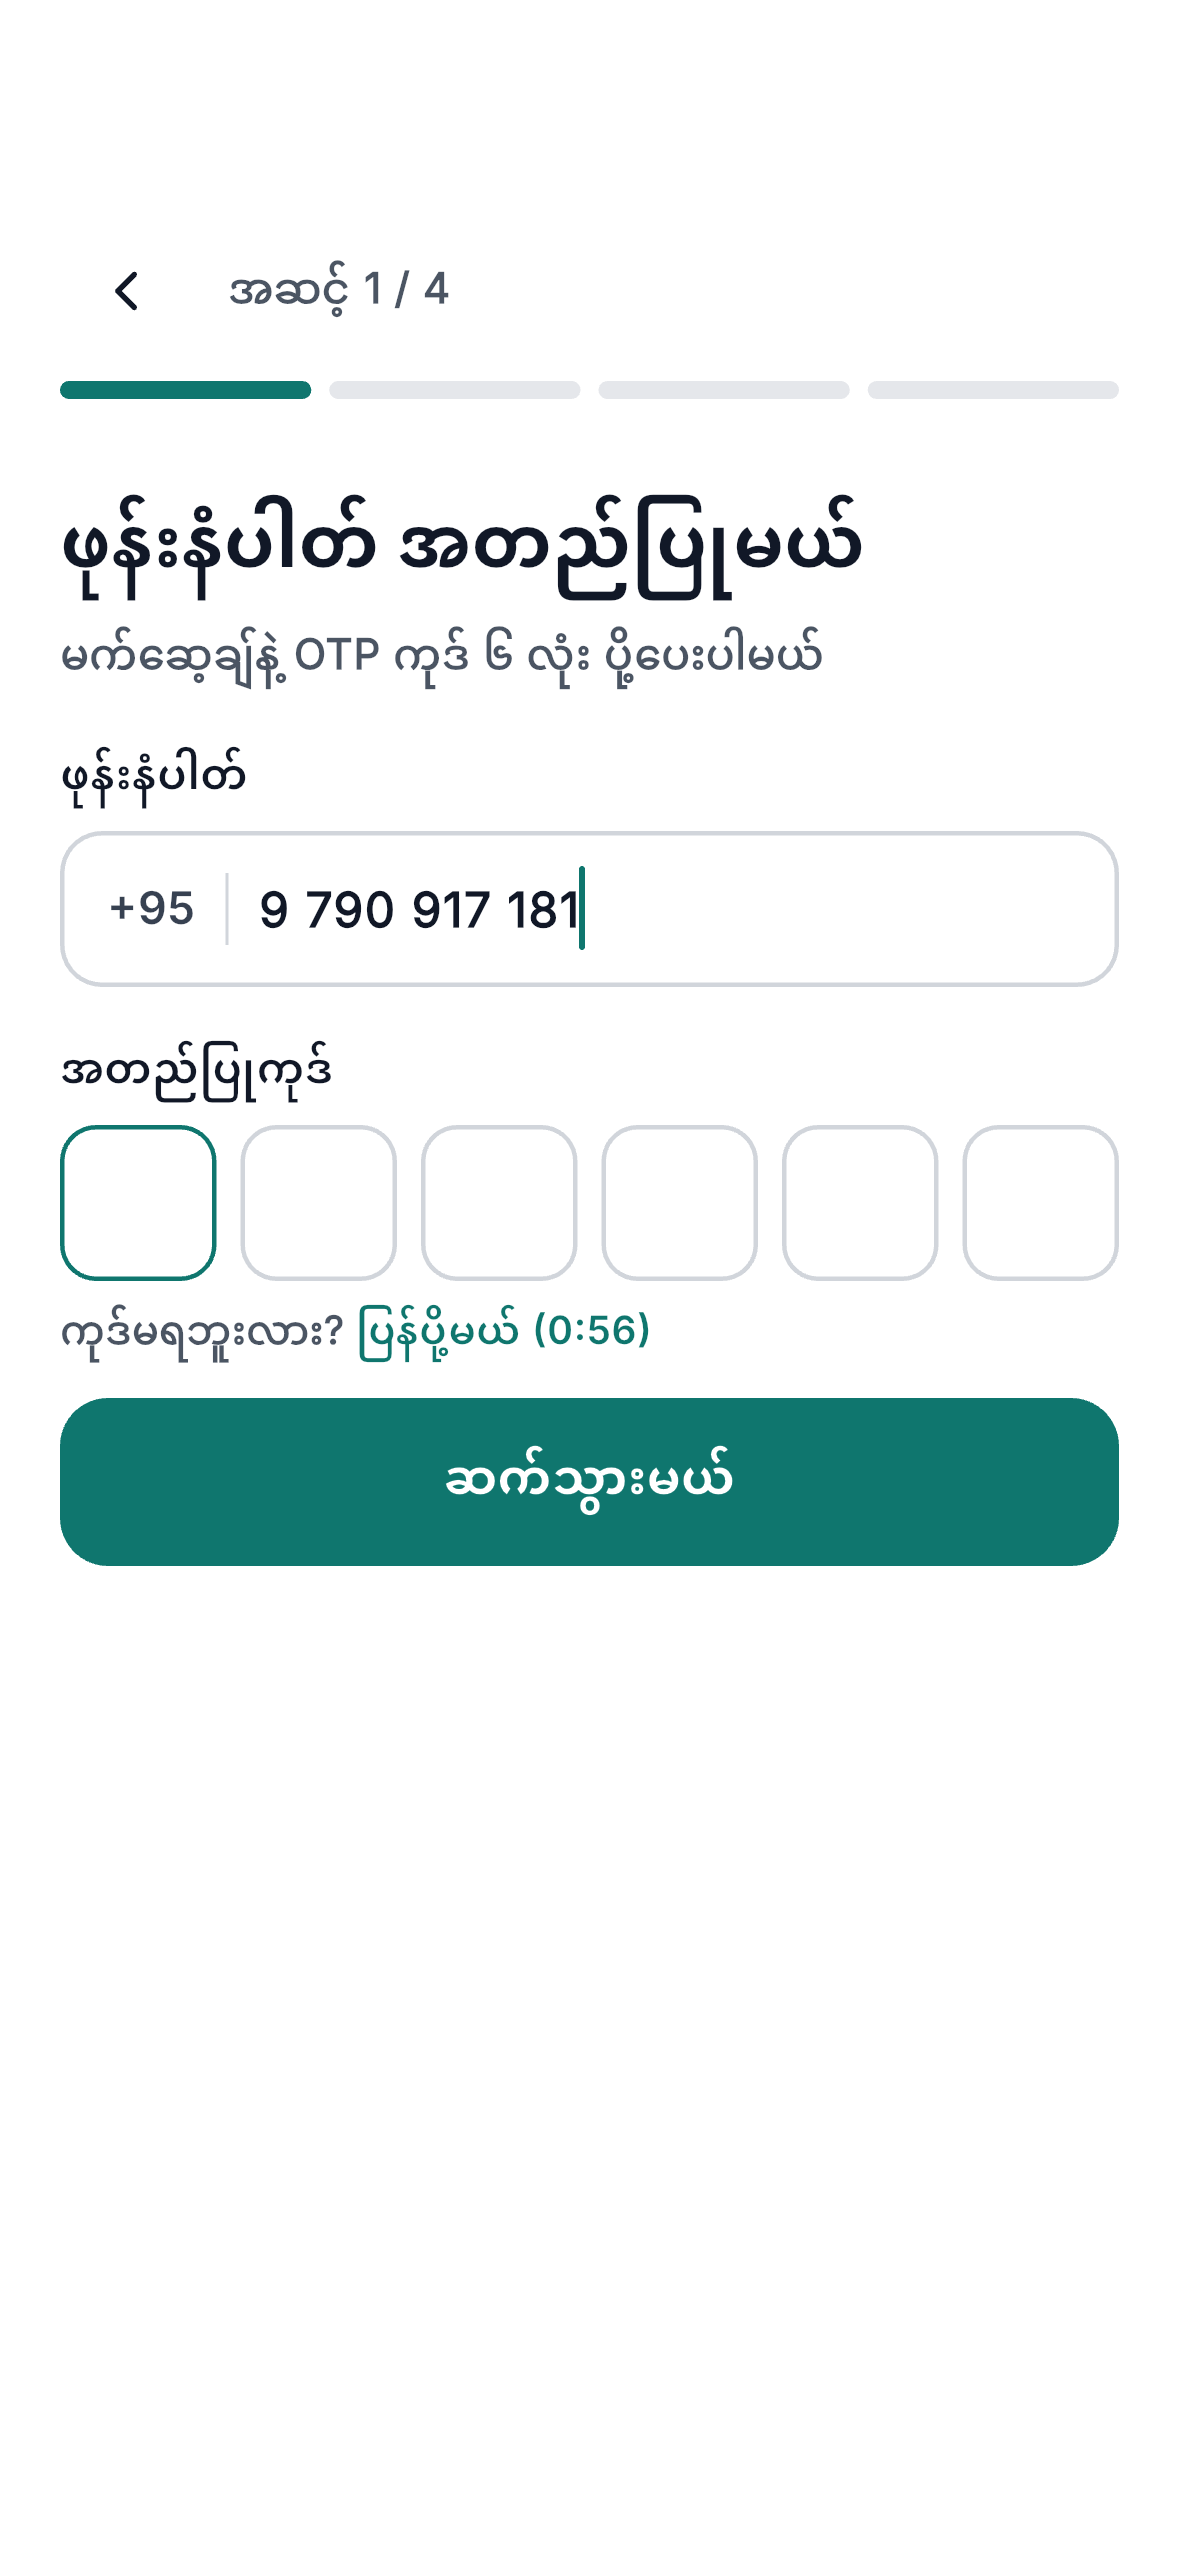 အဆင့် 1 / 4
ဖုန်းနံပါတ် အတည်ပြုမယ်
မက်ဆေ့ချ်နဲ့ OTP ကုဒ် ၆ လုံး ပို့ပေးပါမယ်
ဖုန်းနံပါတ်
+95 9 790 917 181
အတည်ပြုကုဒ်
ကုဒ်မရဘူးလား? ပြန်ပို့မယ် (0:56)
ဆက်သွားမယ်